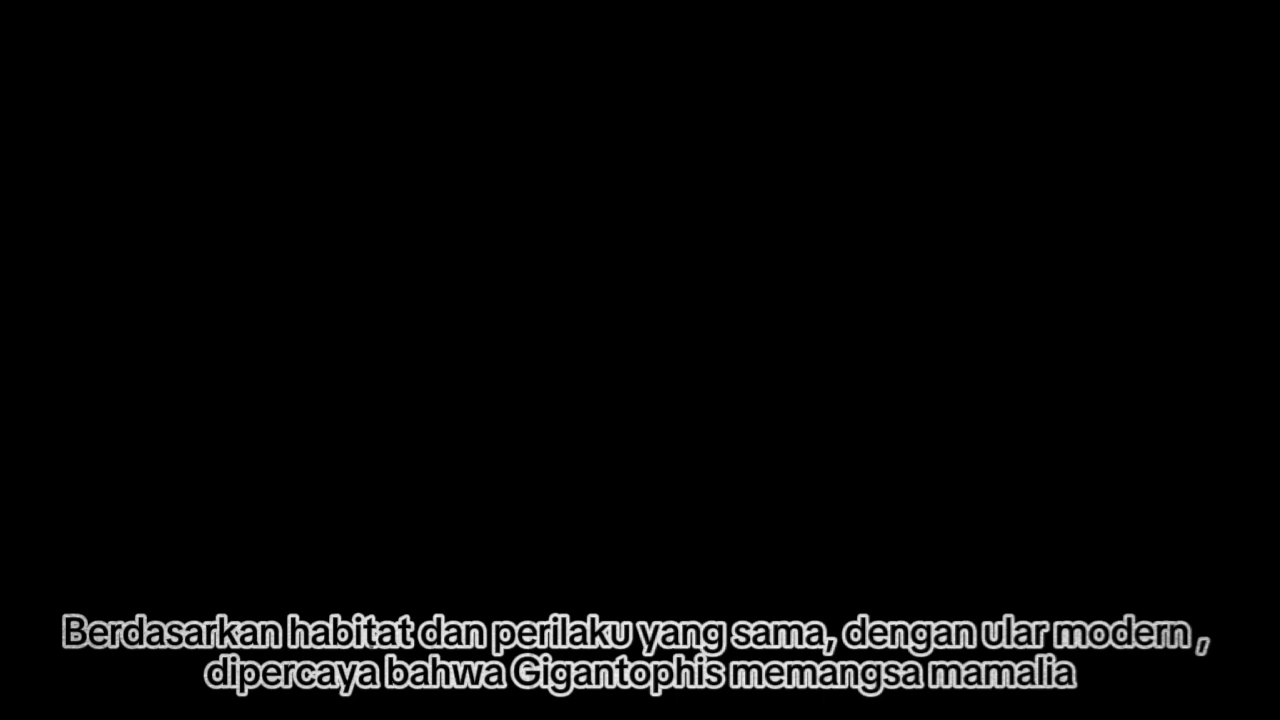 Berdasarkan habitat dan perilaku yang sama, dengan ular modern ,
dipercaya bahwa Gigantophis memangsa mamalia